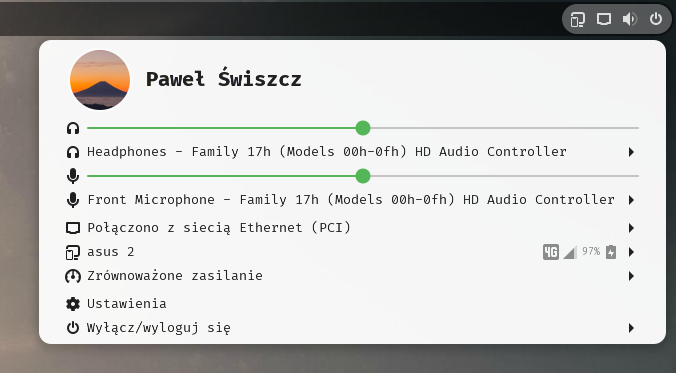 Paweł Świszcz
Headphones - Family 17h (Models 00h-0fh) HD Audio Controller
Front Microphone - Family 17h (Models 00h-0fh) HD Audio Controller
Połączono z siecią Ethernet (PCI)
asus 2 4G 97%
Zrównoważone zasilanie
Ustawienia
Wyłącz/wyloguj się